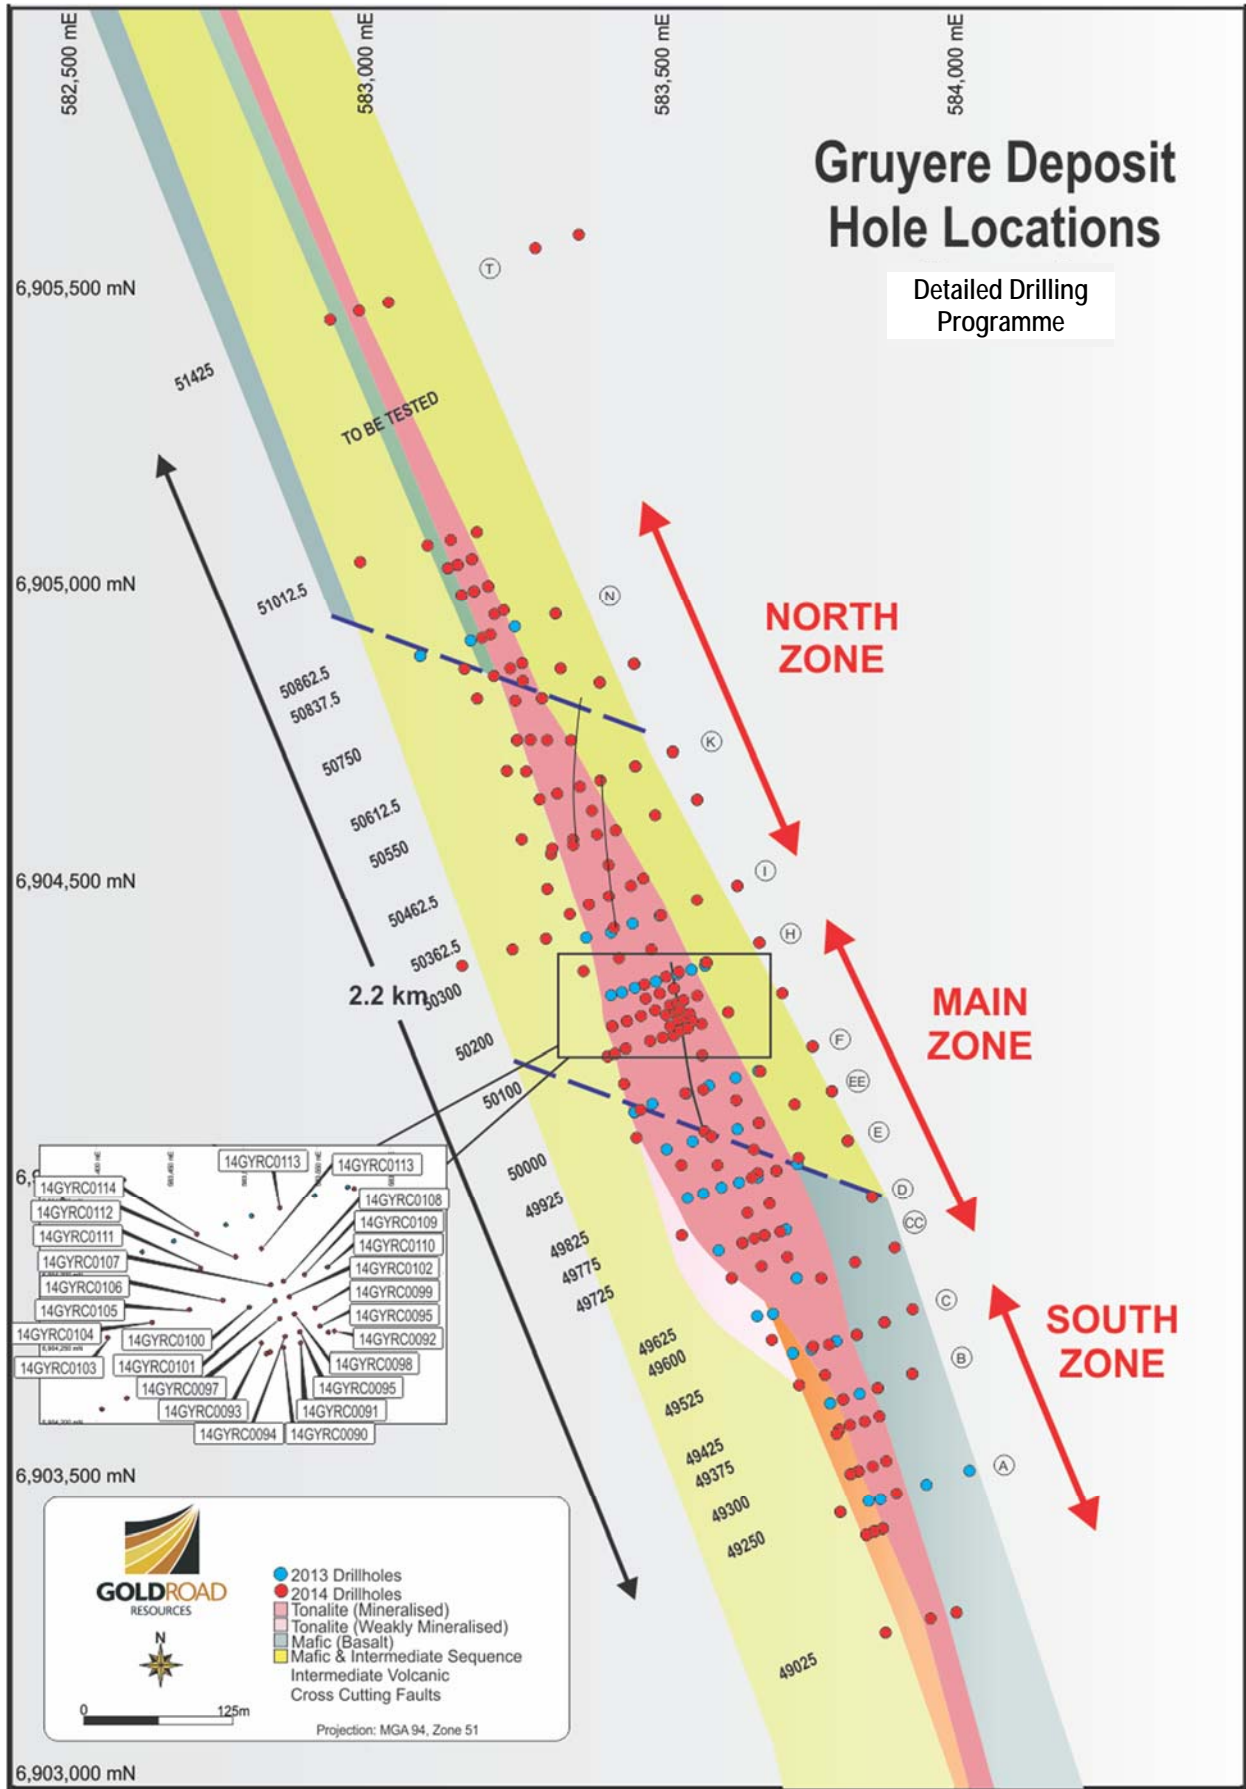 582,500 mE
583,000 mE
583,500 mE
584,000 mE
Gruyere Deposit
Hole Locations
Detailed Drilling
Programme
T
6,905,500 mN
51425
TO BE TESTED
6,905,000 mN
51012.5
N
NORTH
ZONE
50862.5
50837.5
K
50750
50612.5
50550
I
6,904,500 mN
50462.5
H
50362.5
2.2 km
50300
MAIN
ZONE
50200
F
50100
EE
E
50000
D
49925
CC
49825
49775
49725
C
SOUTH
ZONE
49625
49600
B
49525
49425
49375
A
49300
49250
49025
14GYRC0113
14GYRC0113
14GYRC0114
14GYRC0108
14GYRC0112
14GYRC0109
14GYRC0111
14GYRC0110
14GYRC0107
14GYRC0102
14GYRC0106
14GYRC0099
14GYRC0105
14GYRC0095
14GYRC0104
14GYRC0100
14GYRC0092
14GYRC0103
14GYRC0101
14GYRC0098
14GYRC0097
14GYRC0095
14GYRC0093
14GYRC0091
14GYRC0094
14GYRC0090
6,903,500 mN
GOLDROAD
RESOURCES
N
0 125m
2013 Drillholes
2014 Drillholes
Tonalite (Mineralised)
Tonalite (Weakly Mineralised)
Mafic (Basalt)
Mafic & Intermediate Sequence
Intermediate Volcanic
Cross Cutting Faults
Projection: MGA 94, Zone 51
6,903,000 mN